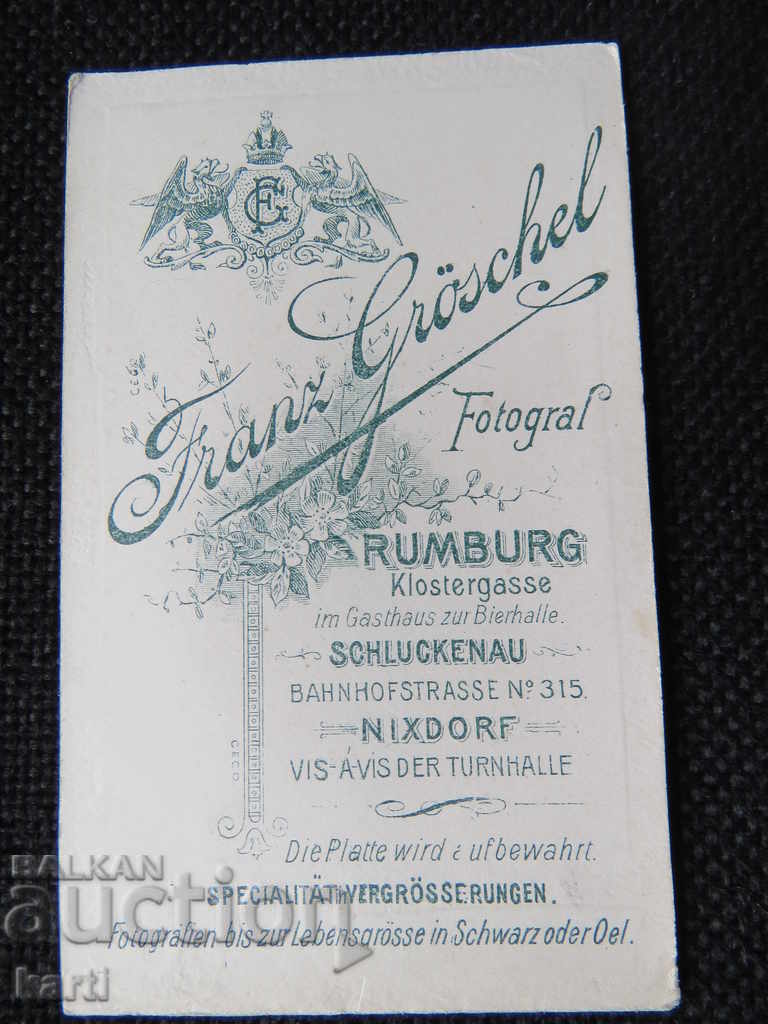 FG
Franz Gröschel
Fotograf
RUMBURG
Klostergasse
im Gasthaus zur Bierhalle.
SCHLUCKENAU
BAHNHOFSTRASSE Nº 315.
NIXDORF
VIS-Á-VIS DER TURNHALLE
Die Platte wird aufbewahrt.
SPECIALITÄT IN VERGRÖSSERUNGEN.
Fotografien bis zur Lebensgrösse in Schwarz oder Oel.
BALKAN
auction
karti